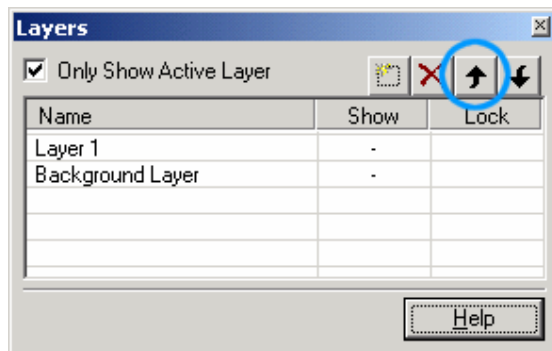 Layers
Only Show Active Layer
Name Show Lock
Layer 1 -
Background Layer -
Help